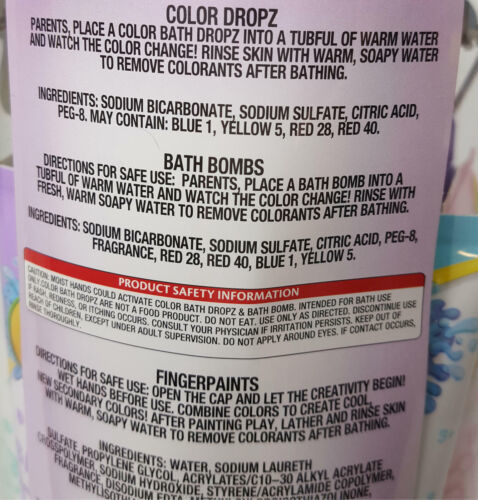 COLOR DROPZ
PARENTS, PLACE A COLOR BATH DROPZ INTO A TUBFUL OF WARM WATER
AND WATCH THE COLOR CHANGE! RINSE SKIN WITH WARM, SOAPY WATER
TO REMOVE COLORANTS AFTER BATHING.
INGREDIENTS: SODIUM BICARBONATE, SODIUM SULFATE, CITRIC ACID,
PEG-8. MAY CONTAIN: BLUE 1, YELLOW 5, RED 28, RED 40.
BATH BOMBS
DIRECTIONS FOR SAFE USE: PARENTS, PLACE A BATH BOMB INTO A
TUBFUL OF WARM WATER AND WATCH THE COLOR CHANGE! RINSE WITH
FRESH, WARM SOAPY WATER TO REMOVE COLORANTS AFTER BATHING.
INGREDIENTS: SODIUM BICARBONATE, SODIUM SULFATE, CITRIC ACID, PEG-8,
FRAGRANCE, RED 28, RED 40, BLUE 1, YELLOW 5.
PRODUCT SAFETY INFORMATION
CAUTION: MOIST HANDS COULD ACTIVATE COLOR BATH DROPZ & BATH BOMB. INTENDED FOR BATH USE
ONLY. COLOR BATH DROPZ ARE NOT A FOOD PRODUCT. DO NOT EAT. USE ONLY AS DIRECTED. DISCONTINUE USE
IF RASH, REDNESS, OR ITCHING OCCURS. CONSULT YOUR PHYSICIAN IF IRRITATION PERSISTS. KEEP OUT OF
REACH OF CHILDREN, EXCEPT UNDER ADULT SUPERVISION. DO NOT APPLY AROUND EYES. IF CONTACT OCCURS,
RINSE THOROUGHLY.
FINGERPAINTS
DIRECTIONS FOR SAFE USE: OPEN THE CAP AND LET THE CREATIVITY BEGIN!
WET HANDS BEFORE USE. COMBINE COLORS TO CREATE COOL,
NEW SECONDARY COLORS! AFTER PAINTING PLAY, LATHER AND RINSE SKIN
WITH WARM, SOAPY WATER TO REMOVE COLORANTS AFTER BATHING.
INGREDIENTS: WATER, SODIUM LAURETH
SULFATE, PROPYLENE GLYCOL, ACRYLATES/C10-30 ALKYL ACRYLATE
CROSSPOLYMER, SODIUM HYDROXIDE, STYRENE/ACRYLAMIDE COPOLYMER,
FRAGRANCE, DISODIUM EDTA,